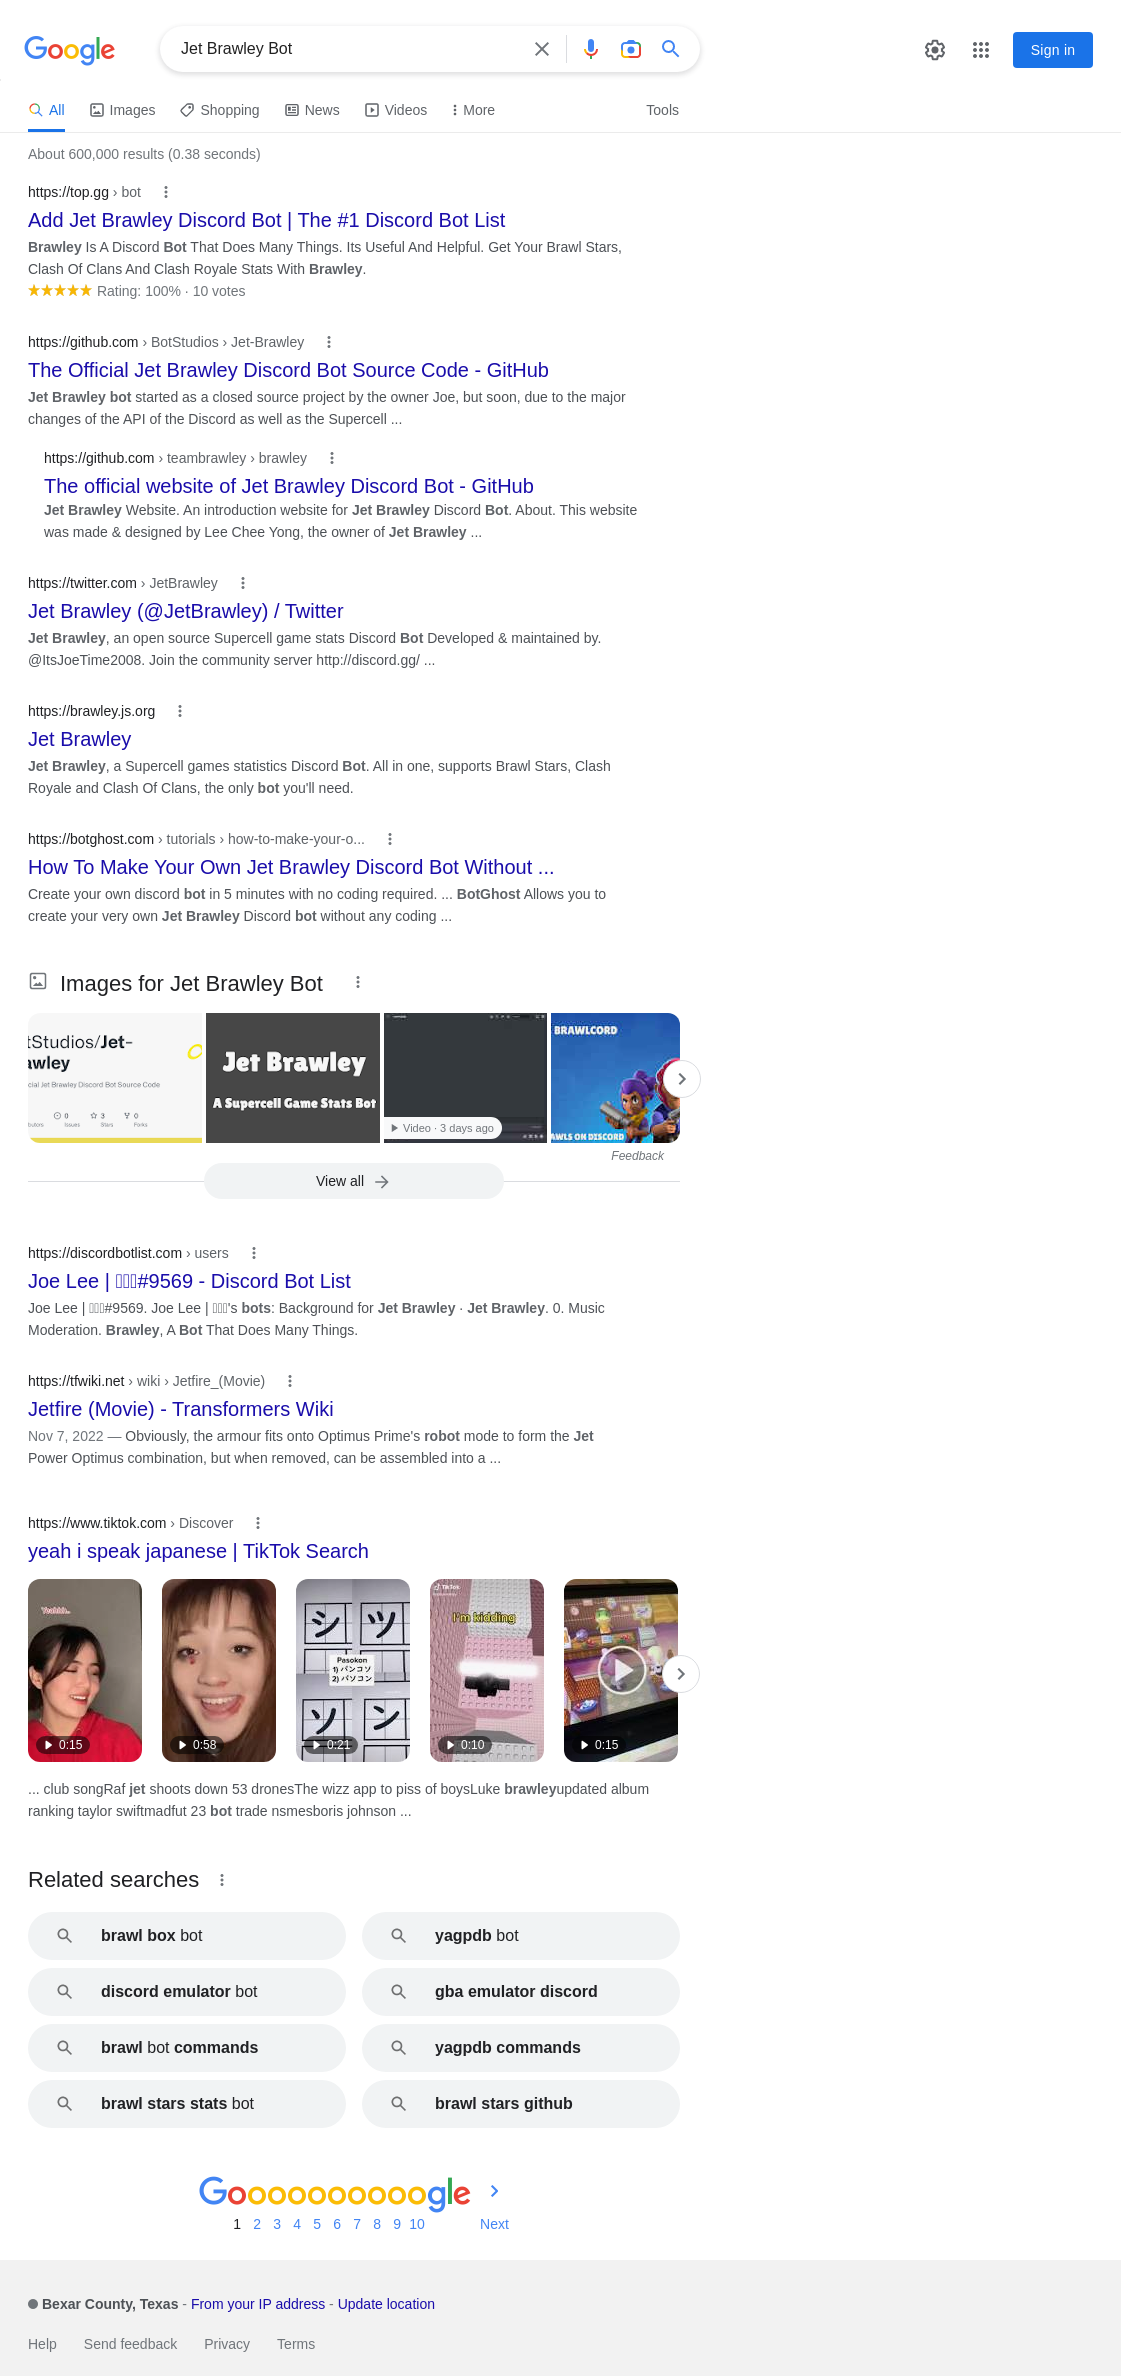 Google
Jet Brawley Bot
Sign in
All
Images
Shopping
News
Videos
More
Tools
About 600,000 results (0.38 seconds)
https://top.gg › bot
Add Jet Brawley Discord Bot | The #1 Discord Bot List
Brawley Is A Discord Bot That Does Many Things. Its Useful And Helpful. Get Your Brawl Stars,
Clash Of Clans And Clash Royale Stats With Brawley.
Rating: 100% · 10 votes
https://github.com › BotStudios › Jet-Brawley
The Official Jet Brawley Discord Bot Source Code - GitHub
Jet Brawley bot started as a closed source project by the owner Joe, but soon, due to the major
changes of the API of the Discord as well as the Supercell ...
https://github.com › teambrawley › brawley
The official website of Jet Brawley Discord Bot - GitHub
Jet Brawley Website. An introduction website for Jet Brawley Discord Bot. About. This website
was made & designed by Lee Chee Yong, the owner of Jet Brawley ...
https://twitter.com › JetBrawley
Jet Brawley (@JetBrawley) / Twitter
Jet Brawley, an open source Supercell game stats Discord Bot Developed & maintained by.
@ItsJoeTime2008. Join the community server http://discord.gg/ ...
https://brawley.js.org
Jet Brawley
Jet Brawley, a Supercell games statistics Discord Bot. All in one, supports Brawl Stars, Clash
Royale and Clash Of Clans, the only bot you'll need.
https://botghost.com › tutorials › how-to-make-your-o...
How To Make Your Own Jet Brawley Discord Bot Without ...
Create your own discord bot in 5 minutes with no coding required. ... BotGhost Allows you to
create your very own Jet Brawley Discord bot without any coding ...
Images for Jet Brawley Bot
tStudios/Jet-
awley
cial Jet Brawley Discord Bot Source Code
0 3 0
butors Issues Stars Forks
Jet Brawley
A Supercell Game Stats Bot
Video · 3 days ago
BRAWLCORD
AWLS ON DISCORD
Feedback
View all
https://discordbotlist.com › users
Joe Lee | #9569 - Discord Bot List
Joe Lee | #9569. Joe Lee | 's bots: Background for Jet Brawley · Jet Brawley. 0. Music
Moderation. Brawley, A Bot That Does Many Things.
https://tfwiki.net › wiki › Jetfire_(Movie)
Jetfire (Movie) - Transformers Wiki
Nov 7, 2022 — Obviously, the armour fits onto Optimus Prime's robot mode to form the Jet
Power Optimus combination, but when removed, can be assembled into a ...
https://www.tiktok.com › Discover
yeah i speak japanese | TikTok Search
Yeahhh..
0:15
0:58
シ ツ
Pasokon
1) パンコソ
2) パソコン
ソ ン
0:21
TikTok
I'm kidding
0:10
0:15
... club songRaf jet shoots down 53 dronesThe wizz app to piss of boysLuke brawleyupdated album
ranking taylor swiftmadfut 23 bot trade nsmesboris johnson ...
Related searches
brawl box bot
yagpdb bot
discord emulator bot
gba emulator discord
brawl bot commands
yagpdb commands
brawl stars stats bot
brawl stars github
Goooooooooogle
1 2 3 4 5 6 7 8 9 10 Next
Bexar County, Texas - From your IP address - Update location
Help Send feedback Privacy Terms